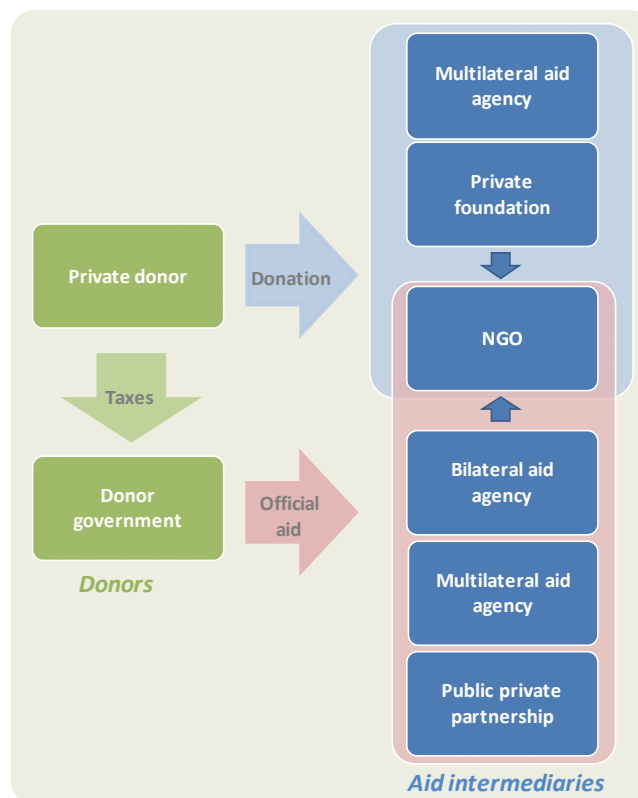 Multilateral aid
agency
Private
foundation
Private donor
Donation
NGO
Taxes
Donor
government
Official
aid
Bilateral aid
agency
Multilateral aid
agency
Public private
partnership
Donors
Aid intermediaries